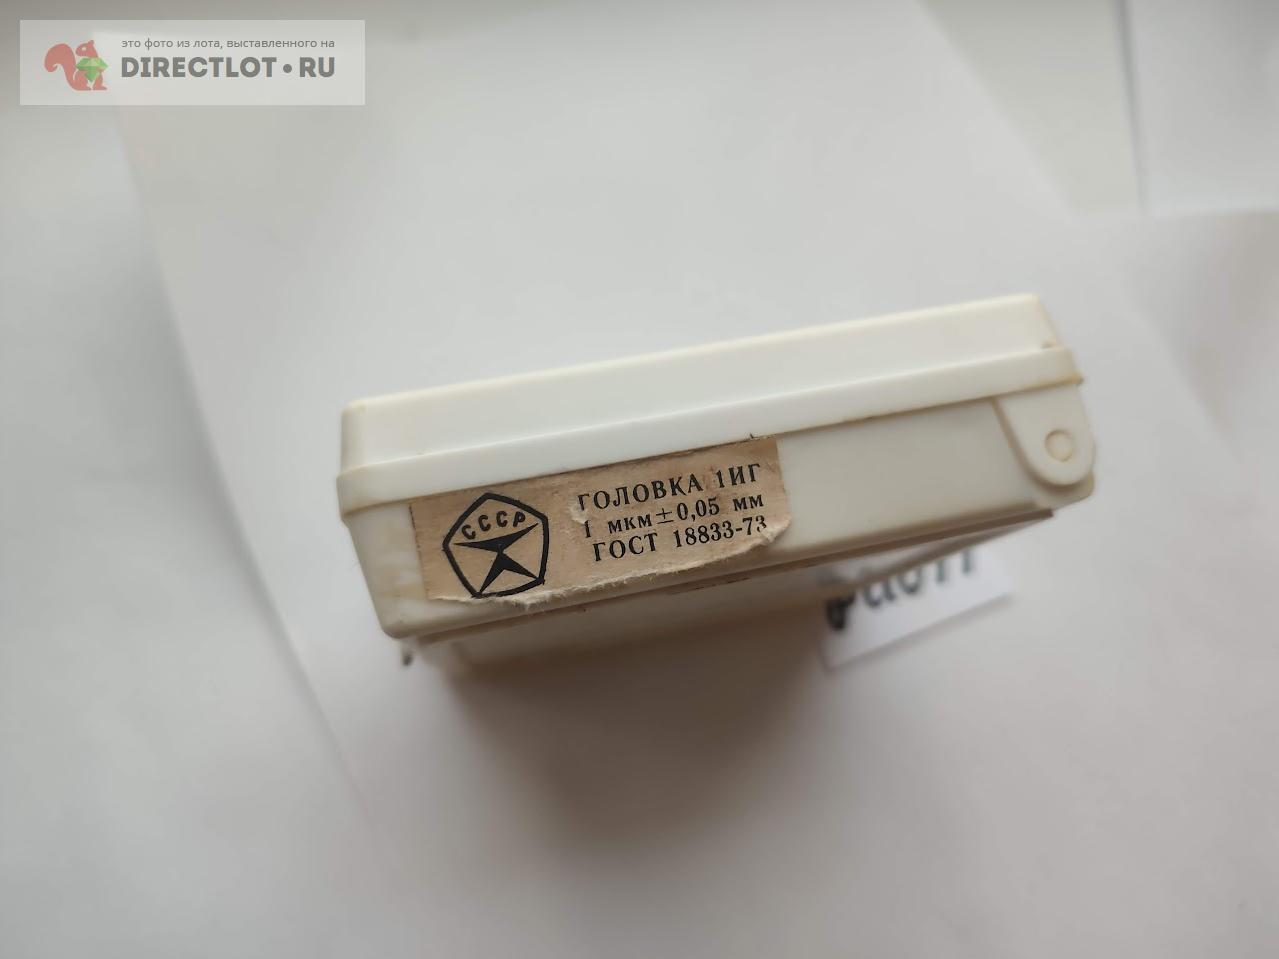 это фото из лота, выставленного на
DIRECTLOT•RU
СССР
ГОЛОВКА 1ИГ
1 мкм±0,05 мм
ГОСТ 18833-73